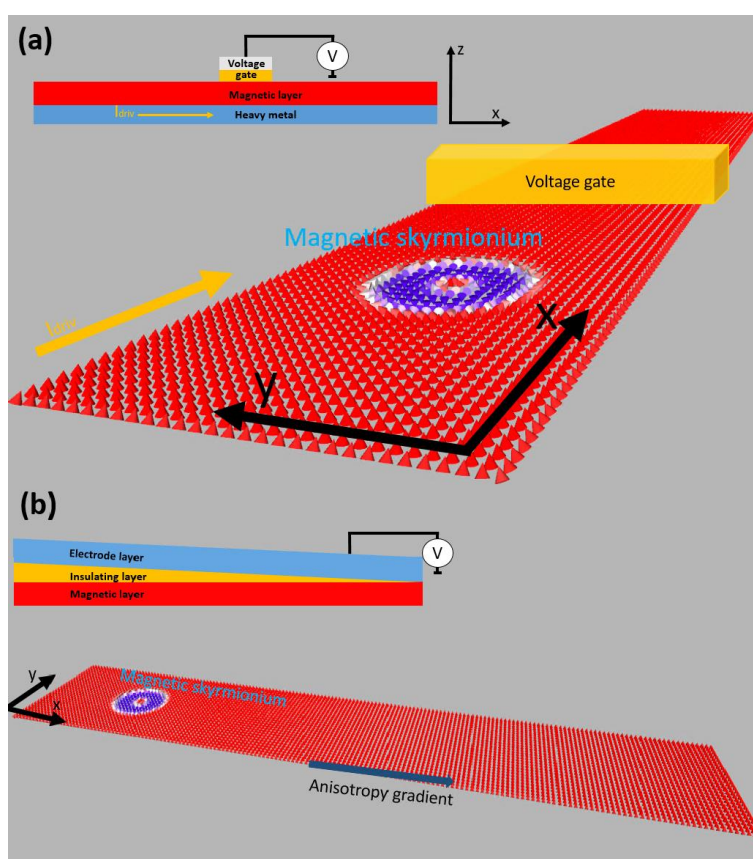 (a)
Voltage
gate
V
Magnetic layer
Idriv
Heavy metal
z
x
Voltage gate
Magnetic skyrmionium
Idriv
x
y
(b)
Electrode layer
V
Insulating layer
Magnetic layer
Magnetic skyrmionium
y
x
Anisotropy gradient